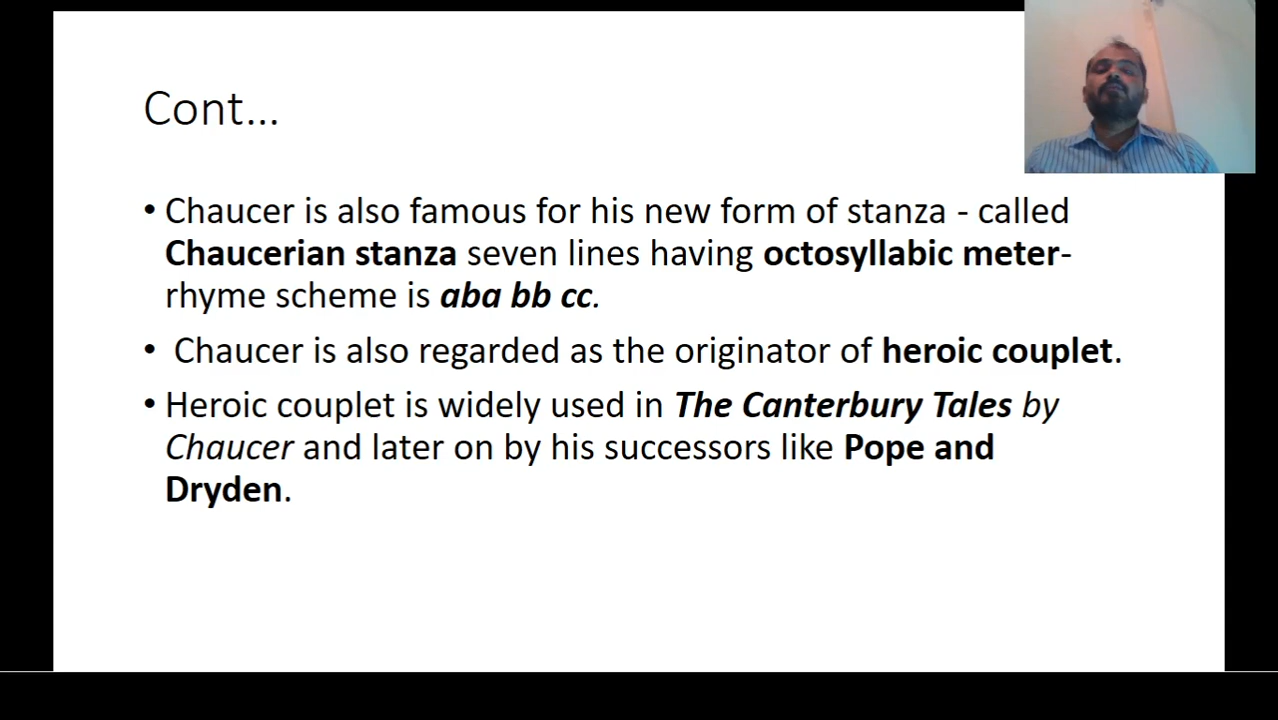 Cont...
• Chaucer is also famous for his new form of stanza - called
Chaucerian stanza seven lines having octosyllabic meter-
rhyme scheme is aba bb cc.
• Chaucer is also regarded as the originator of heroic couplet.
• Heroic couplet is widely used in The Canterbury Tales by
Chaucer and later on by his successors like Pope and
Dryden.